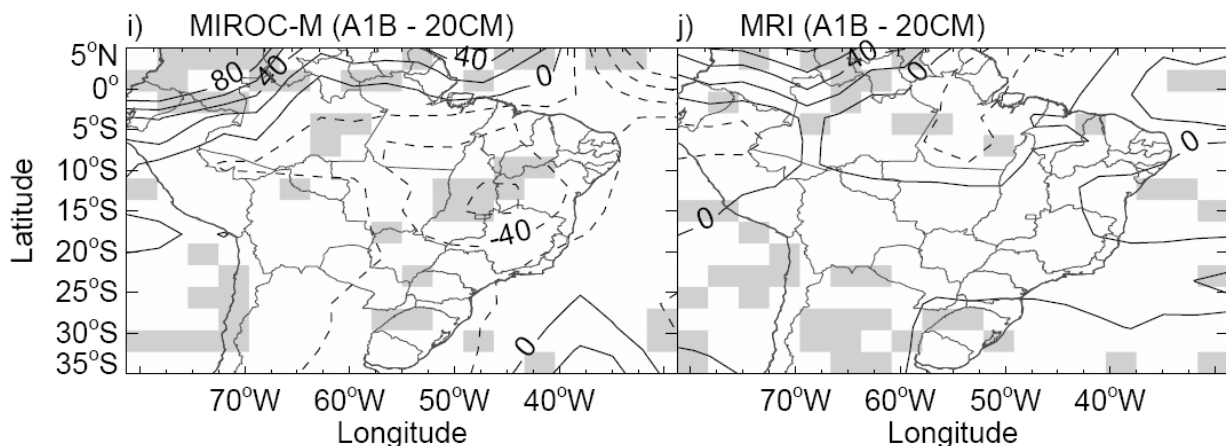 i) MIROC-M (A1B - 20CM)
j) MRI (A1B - 20CM)
5°N
0°
5°S
10°S
15°S
20°S
25°S
30°S
35°S
Latitude
80
40
40
0
-40
0
40
0
0
0
70°W 60°W 50°W 40°W
70°W 60°W 50°W 40°W
Longitude
Longitude